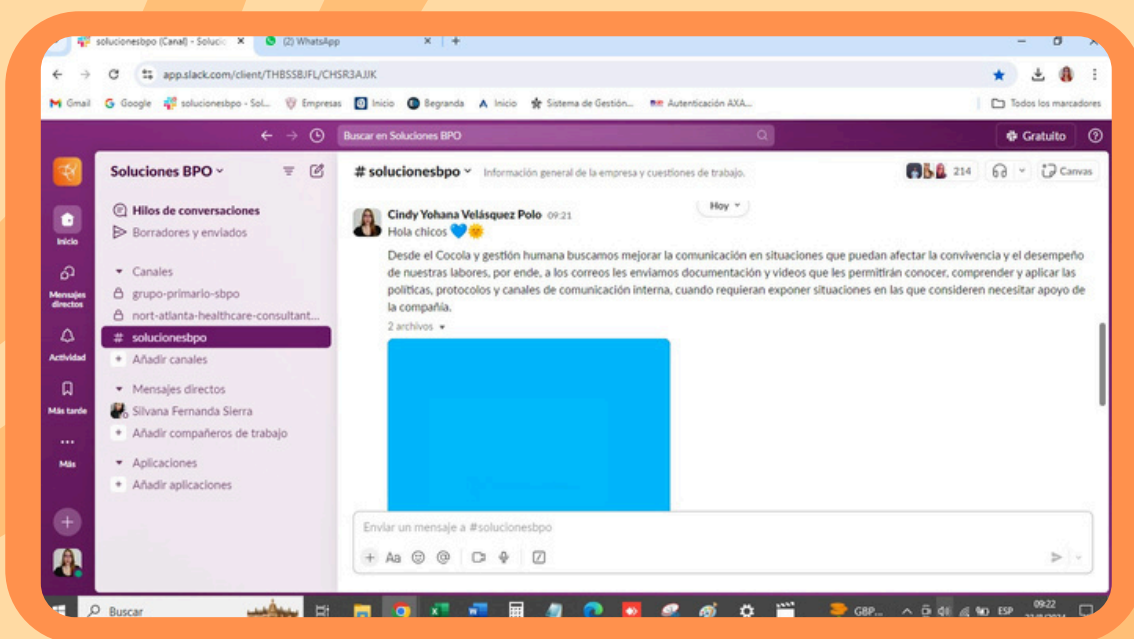 solucionesbpo (Canal) - Soluci
(2) WhatsApp
app.slack.com/client/THBSSBJFL/CHSR3AJJK
Gmail
Google
solucionesbpo - Sol...
Empresas
Inicio
Begranda
Inicio
Sistema de Gestión...
Autenticación AXA...
Todos los marcadores
Buscar en Soluciones BPO
Gratuito
Inicio
Mensajes directos
Actividad
Más tarde
Más
Soluciones BPO
Hilos de conversaciones
Borradores y enviados
Canales
grupo-primario-sbpo
nort-atlanta-healthcare-consultant...
# solucionesbpo
Añadir canales
Mensajes directos
Silvana Fernanda Sierra
Añadir compañeros de trabajo
Aplicaciones
Añadir aplicaciones
# solucionesbpo Información general de la empresa y cuestiones de trabajo.
214
Canvas
Hoy
Cindy Yohana Velásquez Polo 09:21
Hola chicos 💙🌞
Desde el Cocola y gestión humana buscamos mejorar la comunicación en situaciones que puedan afectar la convivencia y el desempeño
de nuestras labores, por ende, a los correos les enviamos documentación y videos que les permitirán conocer, comprender y aplicar las
políticas, protocolos y canales de comunicación interna, cuando requieran exponer situaciones en las que consideren necesitar apoyo de
la compañía.
2 archivos
Enviar un mensaje a #solucionesbpo
Aa
Buscar
GBP...
ESP
09:22